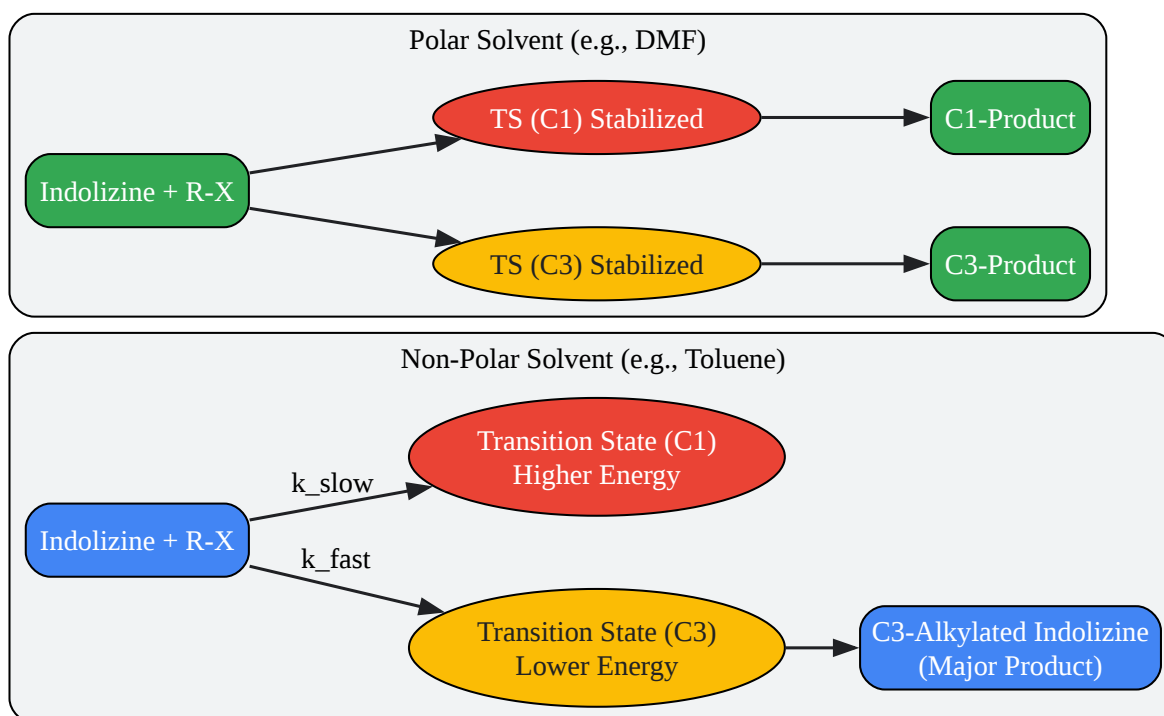 Polar Solvent (e.g., DMF)
TS (C1) Stabilized
C1-Product
Indolizine + R-X
TS (C3) Stabilized
C3-Product
Non-Polar Solvent (e.g., Toluene)
Transition State (C1)
Higher Energy
k_slow
Indolizine + R-X
k_fast
Transition State (C3)
Lower Energy
C3-Alkylated Indolizine
(Major Product)